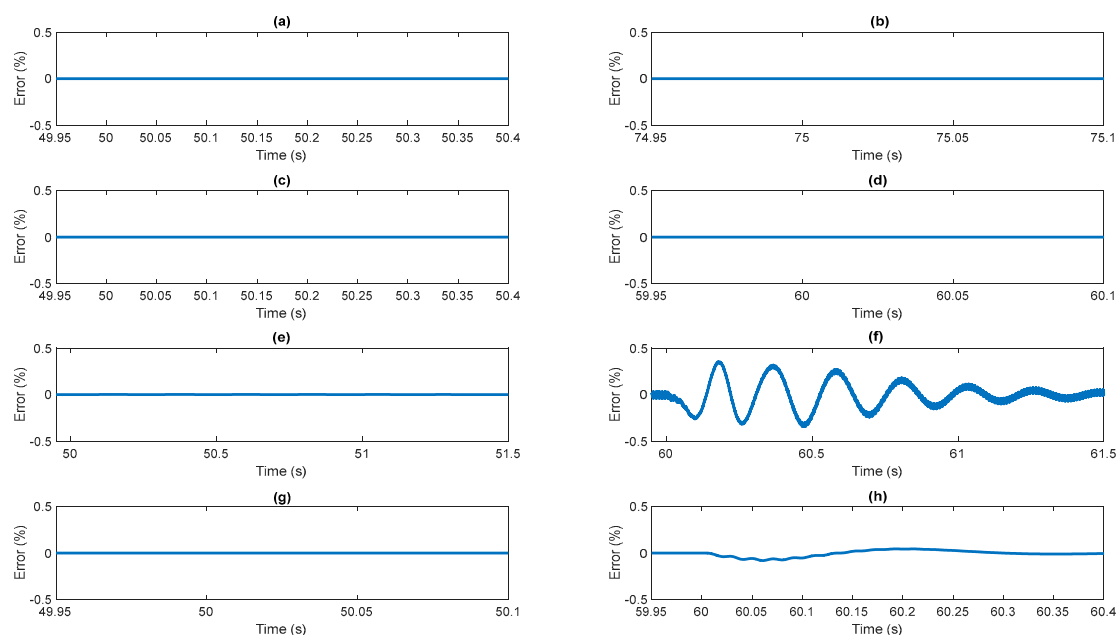 (a)
0.5
0
-0.5
Error (%)
49.95 50 50.05 50.1 50.15 50.2 50.25 50.3 50.35 50.4
Time (s)
(b)
0.5
0
-0.5
Error (%)
74.95 75 75.05 75.1
Time (s)
(c)
0.5
0
-0.5
Error (%)
49.95 50 50.05 50.1 50.15 50.2 50.25 50.3 50.35 50.4
Time (s)
(d)
0.5
0
-0.5
Error (%)
59.95 60 60.05 60.1
Time (s)
(e)
0.5
0
-0.5
Error (%)
50 50.5 51 51.5
Time (s)
(f)
0.5
0
-0.5
Error (%)
60 60.5 61 61.5
Time (s)
(g)
0.5
0
-0.5
Error (%)
49.95 50 50.05 50.1
Time (s)
(h)
0.5
0
-0.5
Error (%)
59.95 60 60.05 60.1 60.15 60.2 60.25 60.3 60.35 60.4
Time (s)